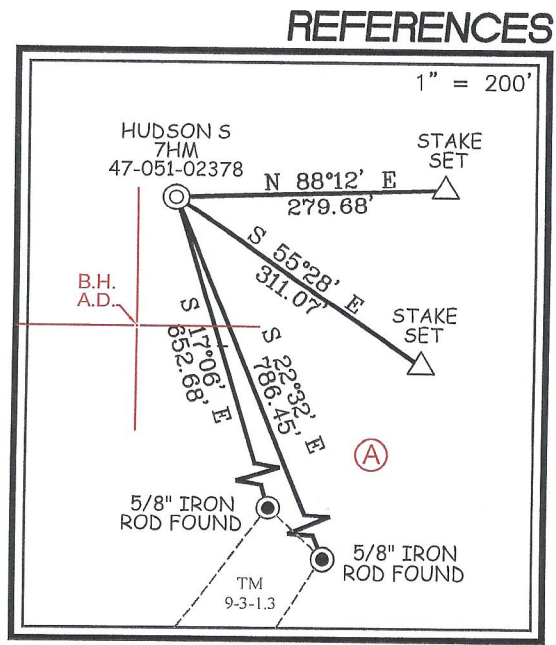 REFERENCES
1" = 200'
HUDSON S
7HM
47-051-02378
STAKE
SET
N 88°12' E
279.68'
S 55°28' E
311.07'
B.H.
A.D.
STAKE
SET
S 17°06' E
652.68'
S 22°32' E
786.45'
A
5/8" IRON
ROD FOUND
5/8" IRON
ROD FOUND
TM
9-3-1.3